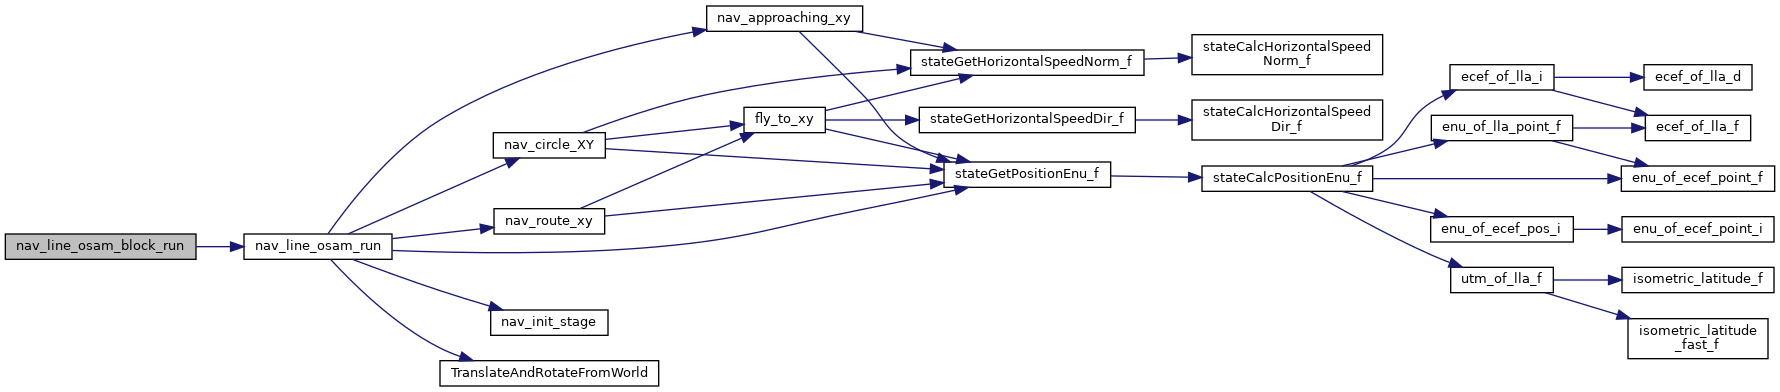 nav_line_osam_block_run
nav_line_osam_run
nav_approaching_xy
nav_circle_XY
nav_route_xy
nav_init_stage
TranslateAndRotateFromWorld
fly_to_xy
stateGetHorizontalSpeedNorm_f
stateGetHorizontalSpeedDir_f
stateGetPositionEnu_f
stateCalcHorizontalSpeed
Norm_f
stateCalcHorizontalSpeed
Dir_f
stateCalcPositionEnu_f
ecef_of_lla_i
enu_of_lla_point_f
enu_of_ecef_pos_i
utm_of_lla_f
ecef_of_lla_d
ecef_of_lla_f
enu_of_ecef_point_f
enu_of_ecef_point_i
isometric_latitude_f
isometric_latitude
_fast_f